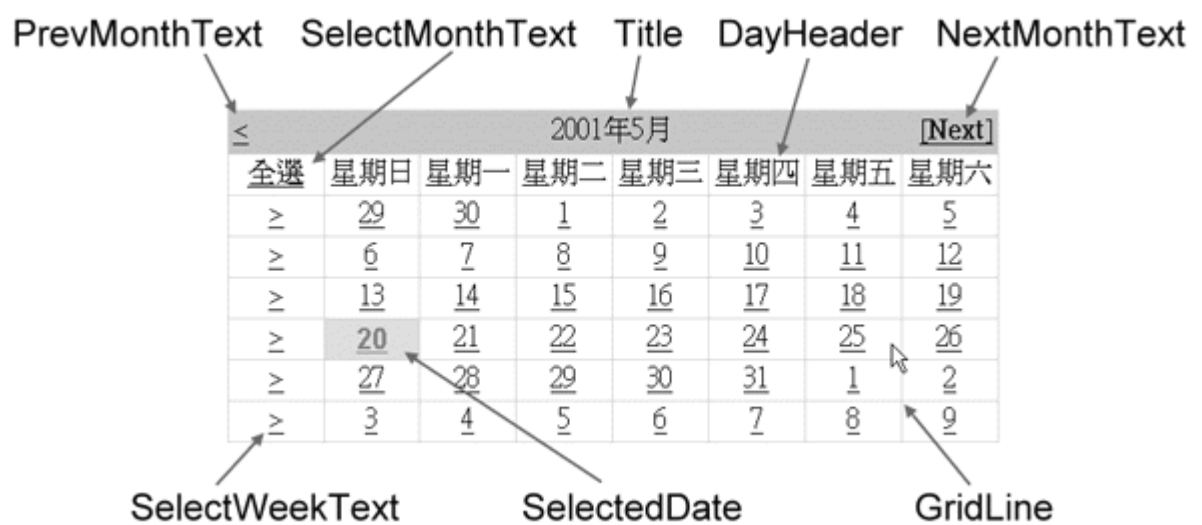 PrevMonthText SelectMonthText Title DayHeader NextMonthText
< 2001年5月 [Next]
全選 星期日 星期一 星期二 星期三 星期四 星期五 星期六
> 29 30 1 2 3 4 5
> 6 7 8 9 10 11 12
> 13 14 15 16 17 18 19
> 20 21 22 23 24 25 26
> 27 28 29 30 31 1 2
> 3 4 5 6 7 8 9
SelectWeekText SelectedDate GridLine